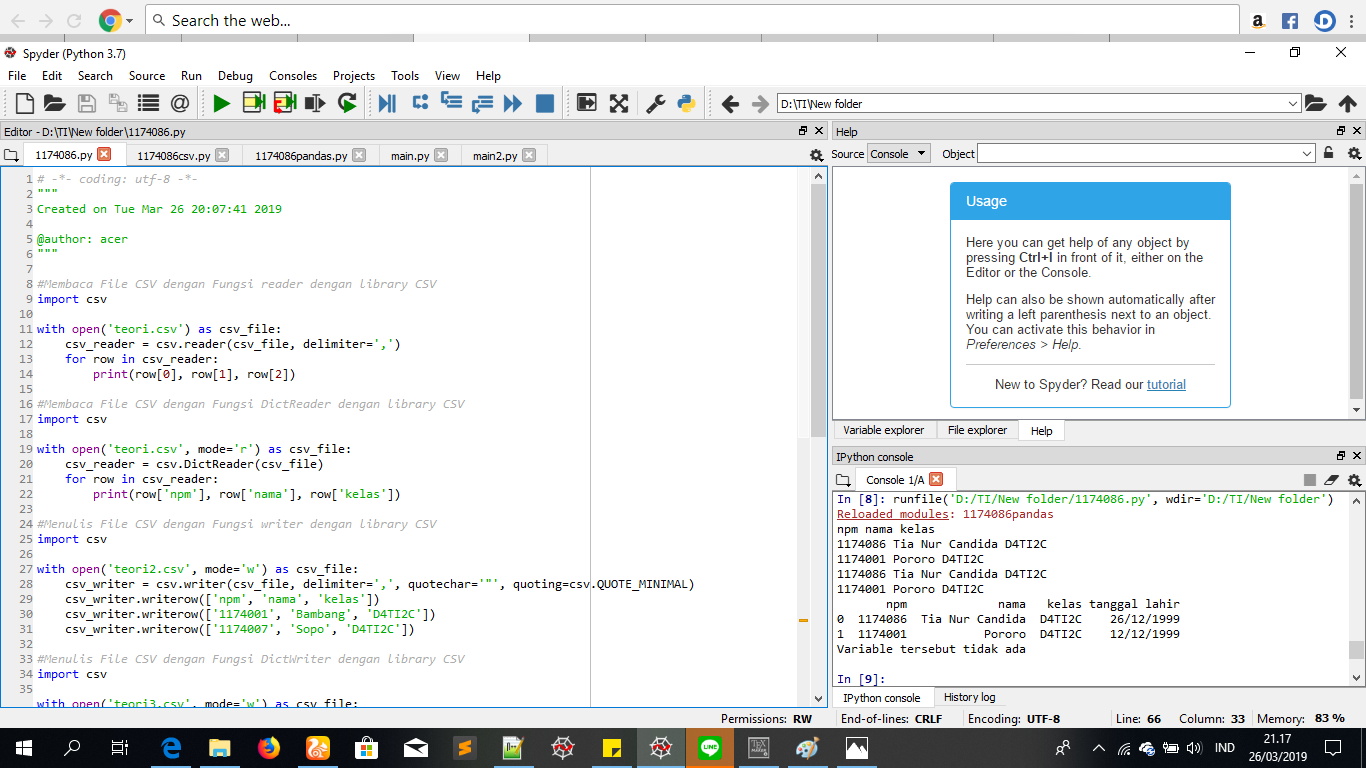 Search the web...
Spyder (Python 3.7)
File Edit Search Source Run Debug Consoles Projects Tools View Help
D:\TI\New folder
Editor - D:\TI\New folder\1174086.py
1174086.py 1174086csv.py 1174086pandas.py main.py main2.py
1 # -*- coding: utf-8 -*-
2 """
3 Created on Tue Mar 26 20:07:41 2019
4
5 @author: acer
6 """
7
8 #Membaca File CSV dengan Fungsi reader dengan library CSV
9 import csv
10
11 with open('teori.csv') as csv_file:
12     csv_reader = csv.reader(csv_file, delimiter=',')
13     for row in csv_reader:
14         print(row[0], row[1], row[2])
15
16 #Membaca File CSV dengan Fungsi DictReader dengan library CSV
17 import csv
18
19 with open('teori.csv', mode='r') as csv_file:
20     csv_reader = csv.DictReader(csv_file)
21     for row in csv_reader:
22         print(row['npm'], row['nama'], row['kelas'])
23
24 #Menulis File CSV dengan Fungsi writer dengan library CSV
25 import csv
26
27 with open('teori2.csv', mode='w') as csv_file:
28     csv_writer = csv.writer(csv_file, delimiter=',', quotechar='"', quoting=csv.QUOTE_MINIMAL)
29     csv_writer.writerow(['npm', 'nama', 'kelas'])
30     csv_writer.writerow(['1174001', 'Bambang', 'D4TI2C'])
31     csv_writer.writerow(['1174007', 'Sopo', 'D4TI2C'])
32
33 #Menulis File CSV dengan Fungsi DictWriter dengan library CSV
34 import csv
35
with open('teori3.csv', mode='w') as csv_file:
Help
Source Console Object
Usage
Here you can get help of any object by
pressing Ctrl+I in front of it, either on the
Editor or the Console.
Help can also be shown automatically after
writing a left parenthesis next to an object.
You can activate this behavior in
Preferences > Help.
New to Spyder? Read our tutorial
Variable explorer File explorer Help
IPython console
Console 1/A
In [8]: runfile('D:/TI/New folder/1174086.py', wdir='D:/TI/New folder')
Reloaded modules: 1174086pandas
npm nama kelas
1174086 Tia Nur Candida D4TI2C
1174001 Pororo D4TI2C
1174086 Tia Nur Candida D4TI2C
1174001 Pororo D4TI2C
npm nama kelas tanggal lahir
0 1174086 Tia Nur Candida D4TI2C 26/12/1999
1 1174001 Pororo D4TI2C 12/12/1999
Variable tersebut tidak ada
In [9]:
IPython console History log
Permissions: RW End-of-lines: CRLF Encoding: UTF-8 Line: 66 Column: 33 Memory: 83 %
LINE
IND
21.17
26/03/2019